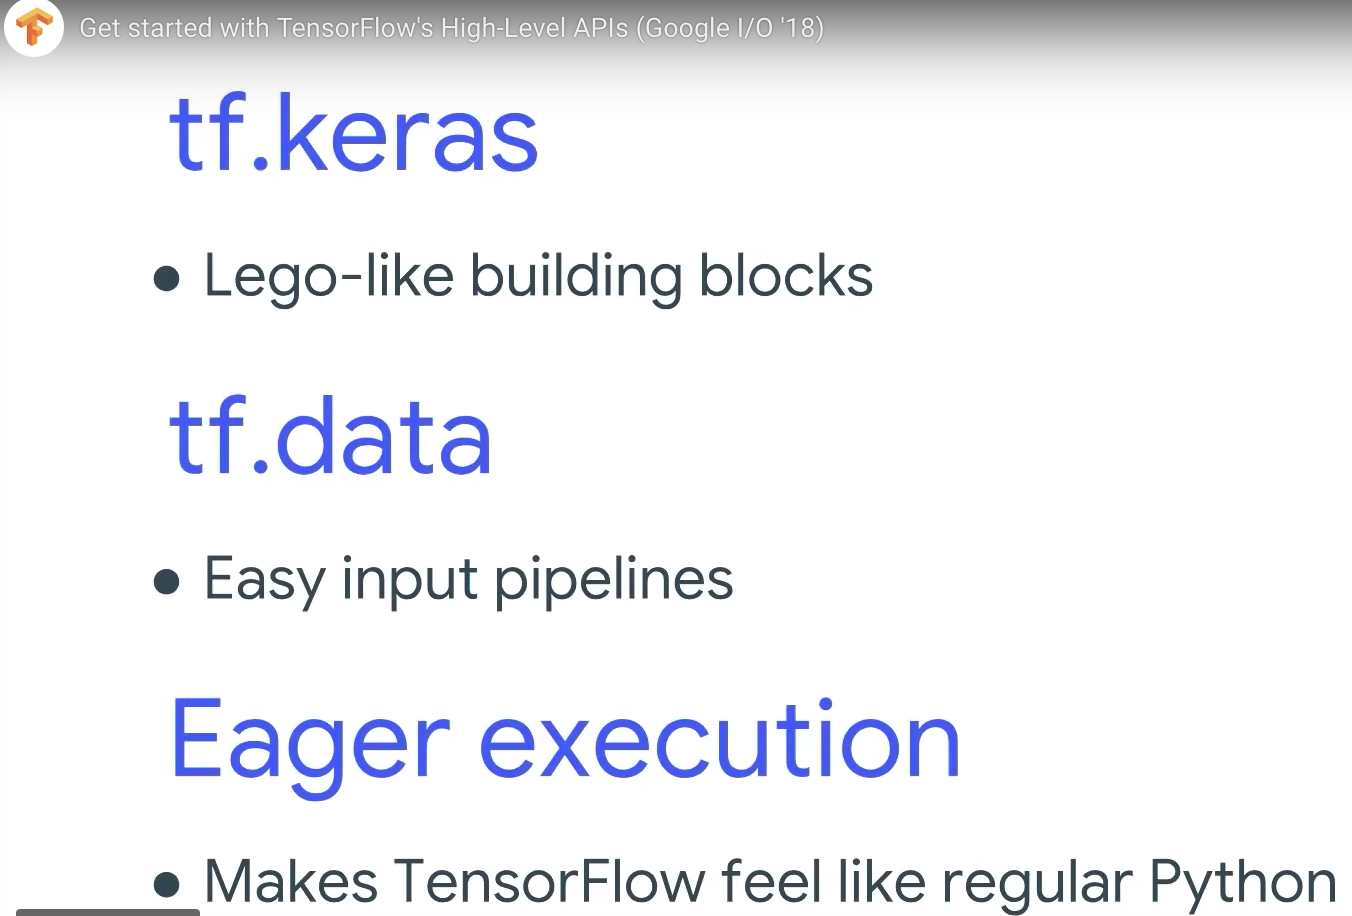 Get started with TensorFlow's High-Level APIs (Google I/O '18)
tf.keras
● Lego-like building blocks
tf.data
● Easy input pipelines
Eager execution
● Makes TensorFlow feel like regular Python